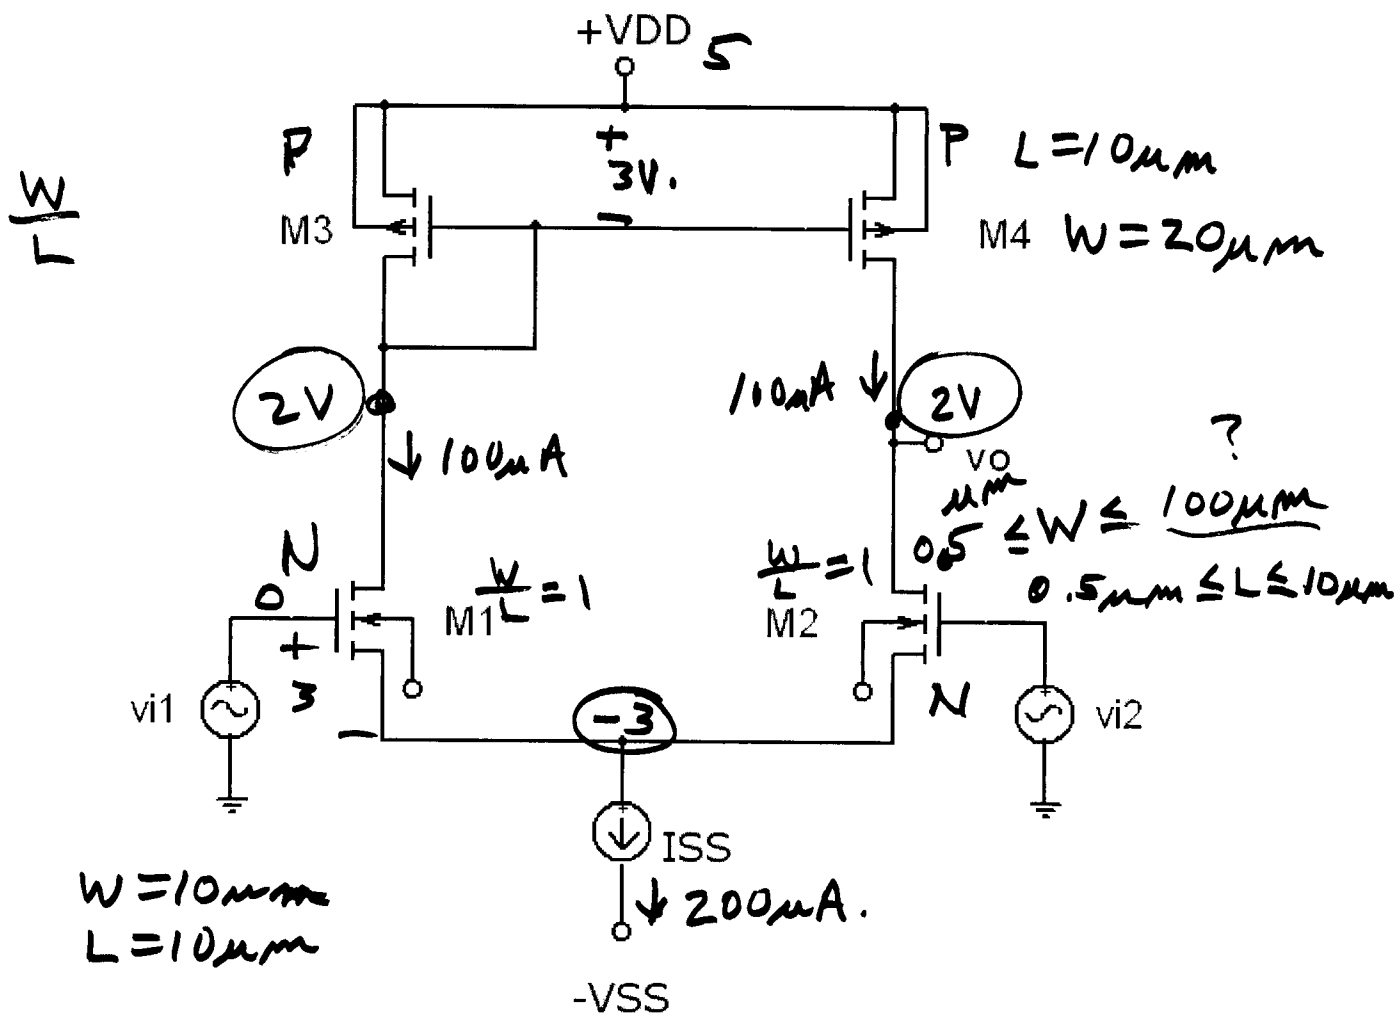 +VDD 5
P
+
3V.
-
P L=10μm
W/L
M3
M4 W=20μm
2V
100μA
100μA
2V
vo
?
μm
0.5 ≤ W ≤ 100μm
0.5μm ≤ L ≤ 10μm
N
0
M1 W/L = 1
W/L = 1
M2
+
3
-
vi1
-3
N
vi2
ISS
200μA.
W=10μm
L=10μm
-VSS